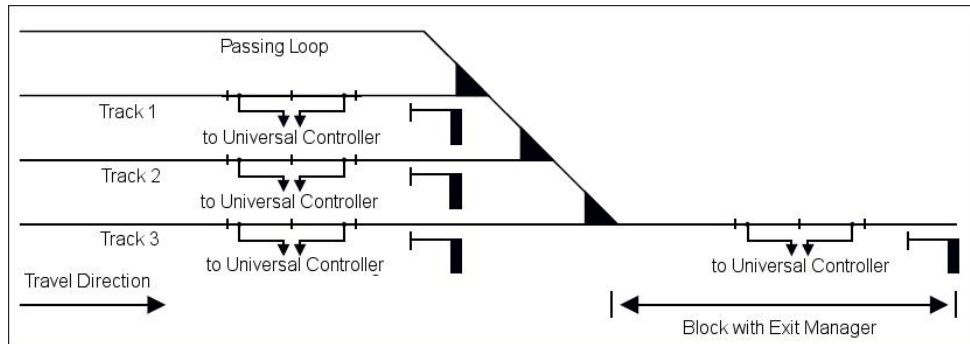 Passing Loop
Track 1
to Universal Controller
Track 2
to Universal Controller
Track 3
to Universal Controller
to Universal Controller
Travel Direction
Block with Exit Manager